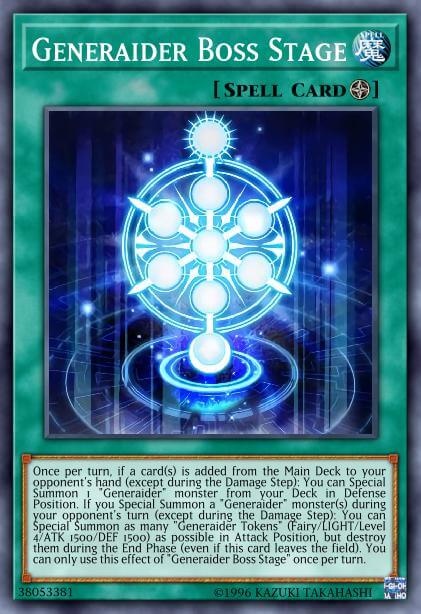 Generaider Boss Stage
[Spell Card]
Once per turn, if a card(s) is added from the Main Deck to your
opponent's hand (except during the Damage Step): You can Special
Summon 1 "Generaider" monster from your Deck in Defense
Position. If you Special Summon a "Generaider" monster(s) during
your opponent's turn (except during the Damage Step): You can
Special Summon as many "Generaider Tokens" (Fairy/LIGHT/Level
4/ATK 1500/DEF 1500) as possible in Attack Position, but destroy
them during the End Phase (even if this card leaves the field). You
can only use this effect of "Generaider Boss Stage" once per turn.
38053381 ©1996 KAZUKI TAKAHASHI